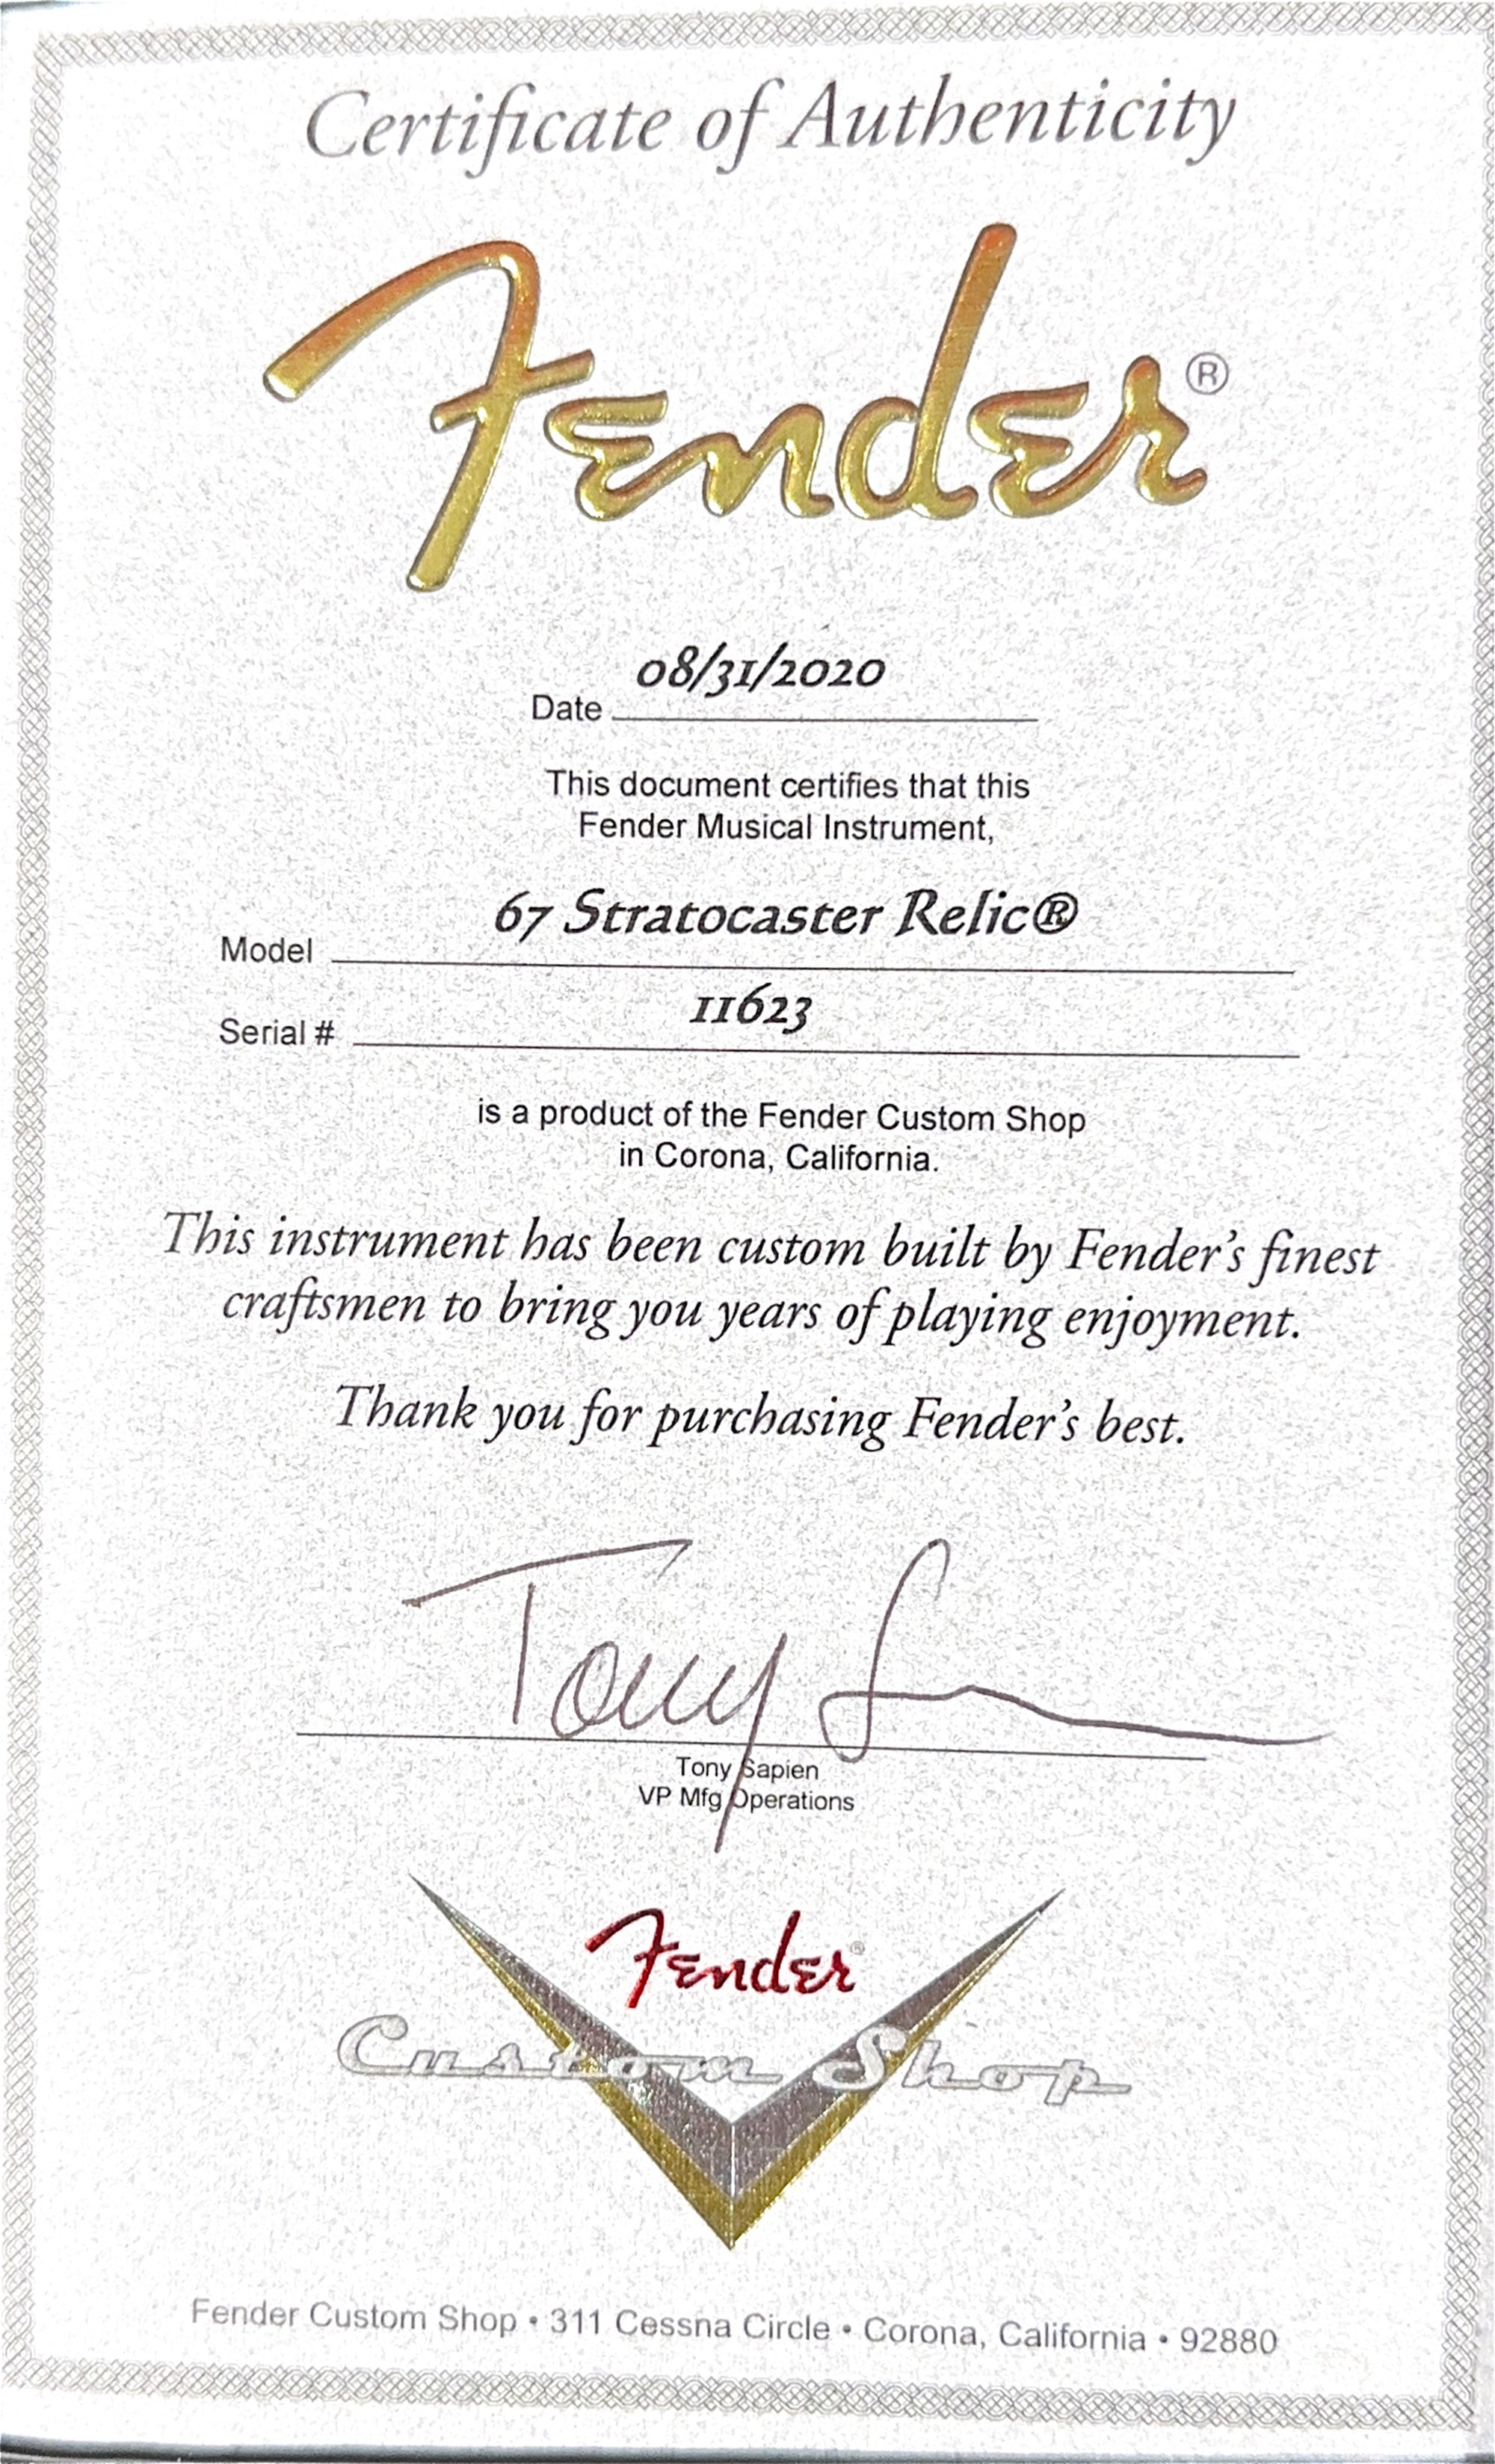 Certificate of Authenticity
Fender®
08/31/2020
Date
This document certifies that this
Fender Musical Instrument,
67 Stratocaster Relic®
Model
11623
Serial #
is a product of the Fender Custom Shop
in Corona, California.
This instrument has been custom built by Fender's finest
craftsmen to bring you years of playing enjoyment.
Thank you for purchasing Fender's best.
Tony S
Tony Sapien
VP Mfg Operations
Fender®
Custom Shop
Fender Custom Shop • 311 Cessna Circle • Corona, California • 92880